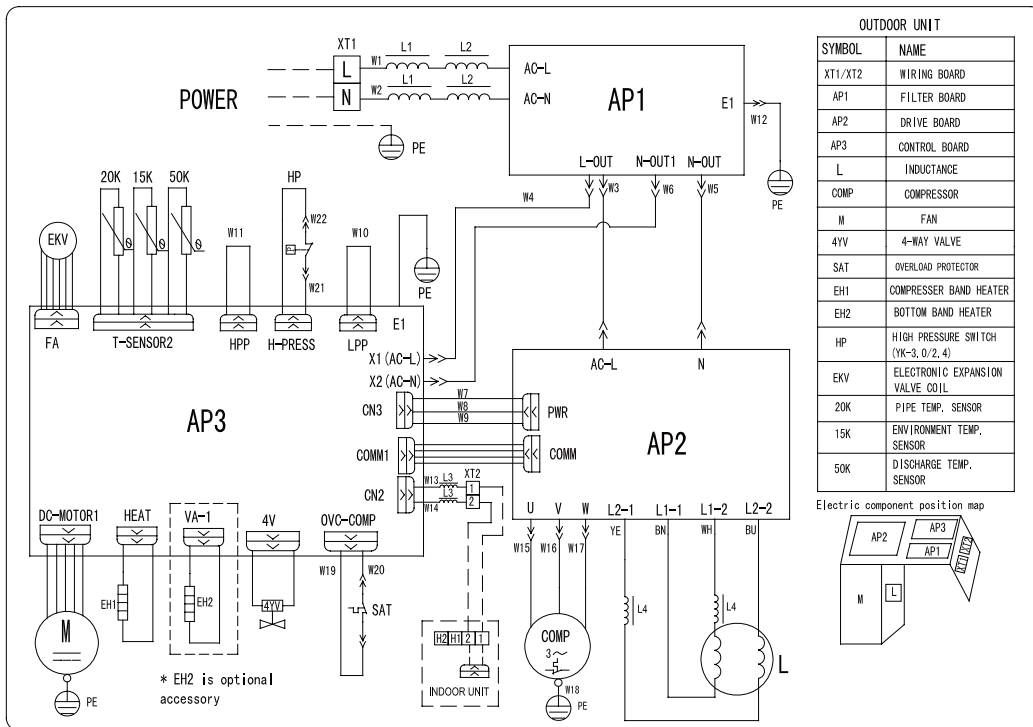 OUTDOOR UNIT
SYMBOL NAME
XT1/XT2 WIRING BOARD
AP1 FILTER BOARD
AP2 DRIVE BOARD
AP3 CONTROL BOARD
L INDUCTANCE
COMP COMPRESSOR
M FAN
4YV 4-WAY VALVE
SAT OVERLOAD PROTECTOR
EH1 COMPRESSER BAND HEATER
EH2 BOTTOM BAND HEATER
HP HIGH PRESSURE SWITCH
(YK-3.0/2.4)
EKV ELECTRONIC EXPANSION
VALVE COIL
20K PIPE TEMP. SENSOR
15K ENVIRONMENT TEMP.
SENSOR
50K DISCHARGE TEMP.
SENSOR
Electric component position map
AP2 AP3
AP1
XT1 XT2
M L
XT1
POWER
L W1 L1 L2 AC-L
N W2 L1 L2 AC-N
PE
AP1
E1
W12
PE
L-OUT N-OUT1 N-OUT
W4 W3 W6 W5
20K 15K 50K HP
θ θ θ
EKV
W11 W22 W10
P
W21
PE
FA T-SENSOR2 HPP H-PRESS LPP E1
X1 (AC-L)
X2 (AC-N)
AP3
CN3 W7 PWR
W8
W9
COMM1 COMM
CN2 W13 L3 XT2
W14 L3 1
2
AC-L N
AP2
U V W L2-1 L1-1 L1-2 L2-2
W15 W16 W17 YE BN WH BU
L4 L4
COMP
3~
W18
PE
L
DC-MOTOR1 HEAT VA-1 4V OVC-COMP
W19 W20
EH1 EH2 4YV SAT
M
PE
* EH2 is optional
accessory
H2 H1 2 1
INDOOR UNIT